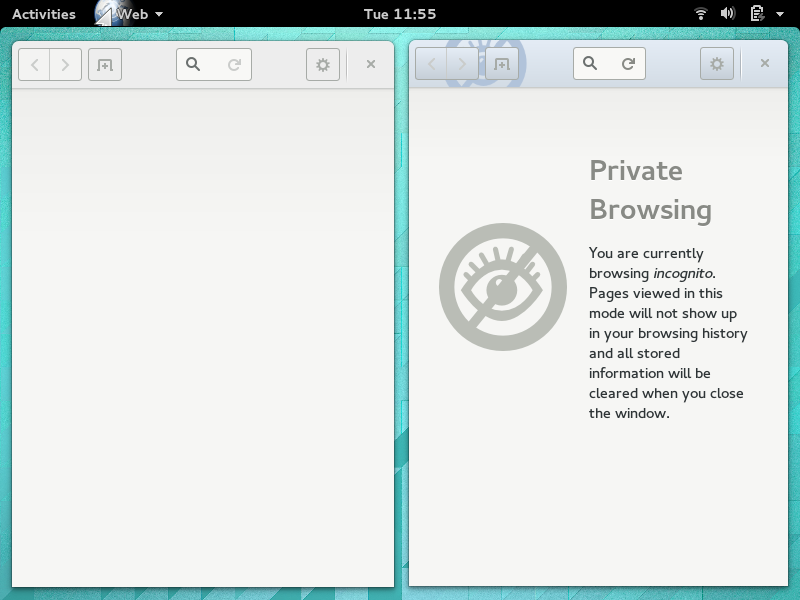 Activities
Web
Tue 11:55
Private
Browsing
You are currently
browsing incognito.
Pages viewed in this
mode will not show up
in your browsing history
and all stored
information will be
cleared when you close
the window.